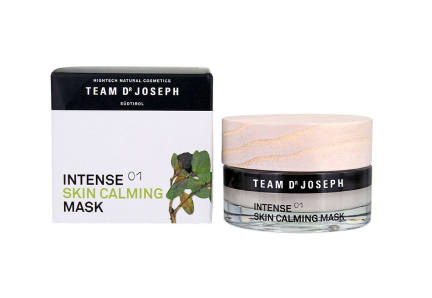 HIGHTECH NATURAL COSMETICS
TEAM DR JOSEPH
SÜDTIROL
INTENSE 01
SKIN CALMING
MASK
TEAM DR JOSEPH
INTENSE 01
SKIN CALMING MASK